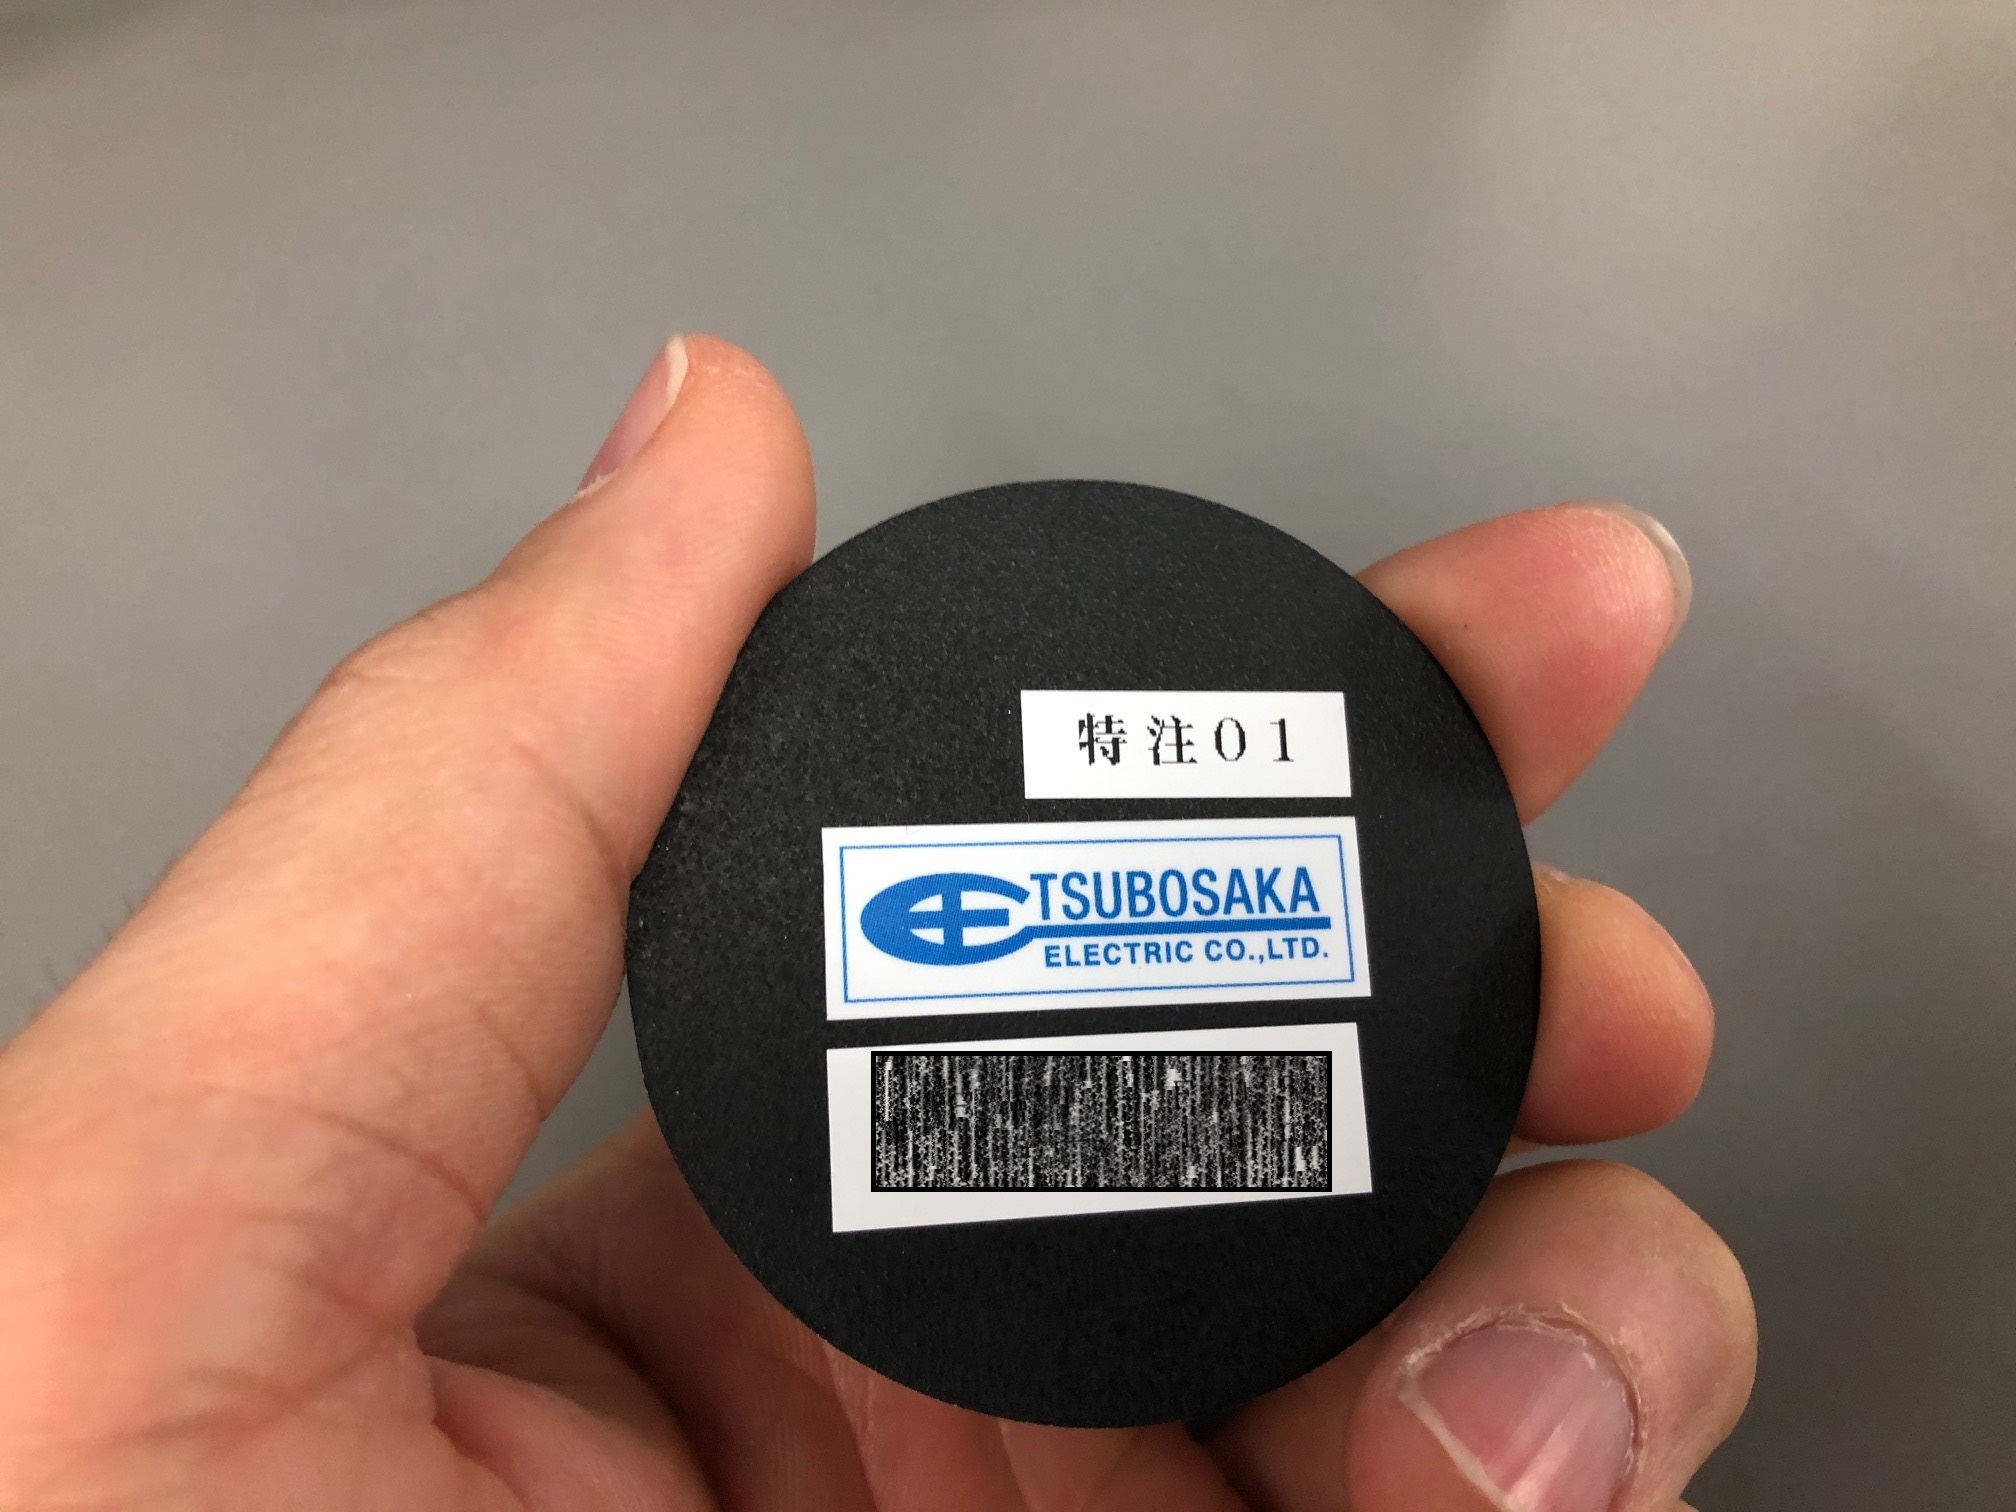 特注01
TSUBOSAKA
ELECTRIC CO.,LTD.